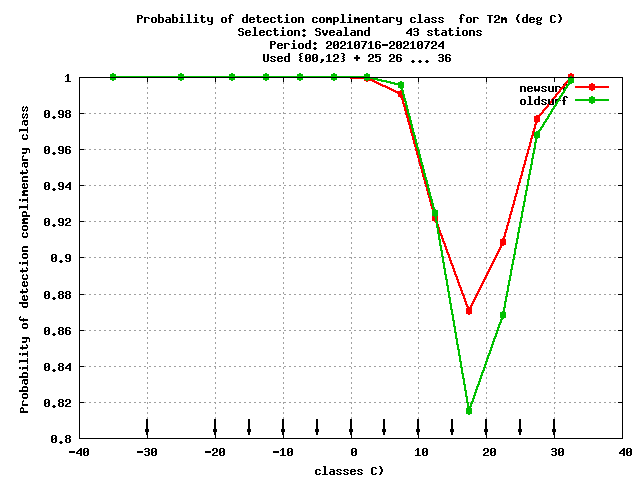 Probability of detection complimentary class  for T2m (deg C)
Selection: Svealand     43 stations
Period: 20210716-20210724
Used {00,12} + 25 26 ... 36
newsurf
oldsurf
Probability of detection complimentary class
1
0.98
0.96
0.94
0.92
0.9
0.88
0.86
0.84
0.82
0.8
-40 -30 -20 -10 0 10 20 30 40
classes C)